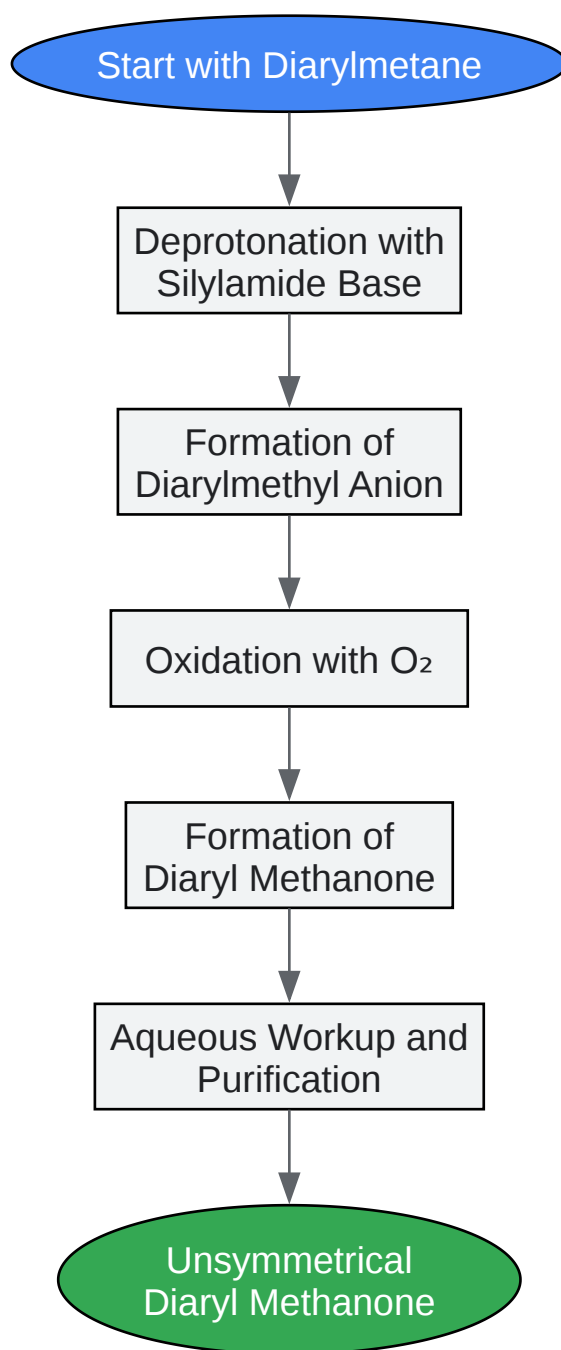 Start with Diarylmetane
Deprotonation with
Silylamide Base
Formation of
Diarylmethyl Anion
Oxidation with O₂
Formation of
Diaryl Methanone
Aqueous Workup and
Purification
Unsymmetrical
Diaryl Methanone